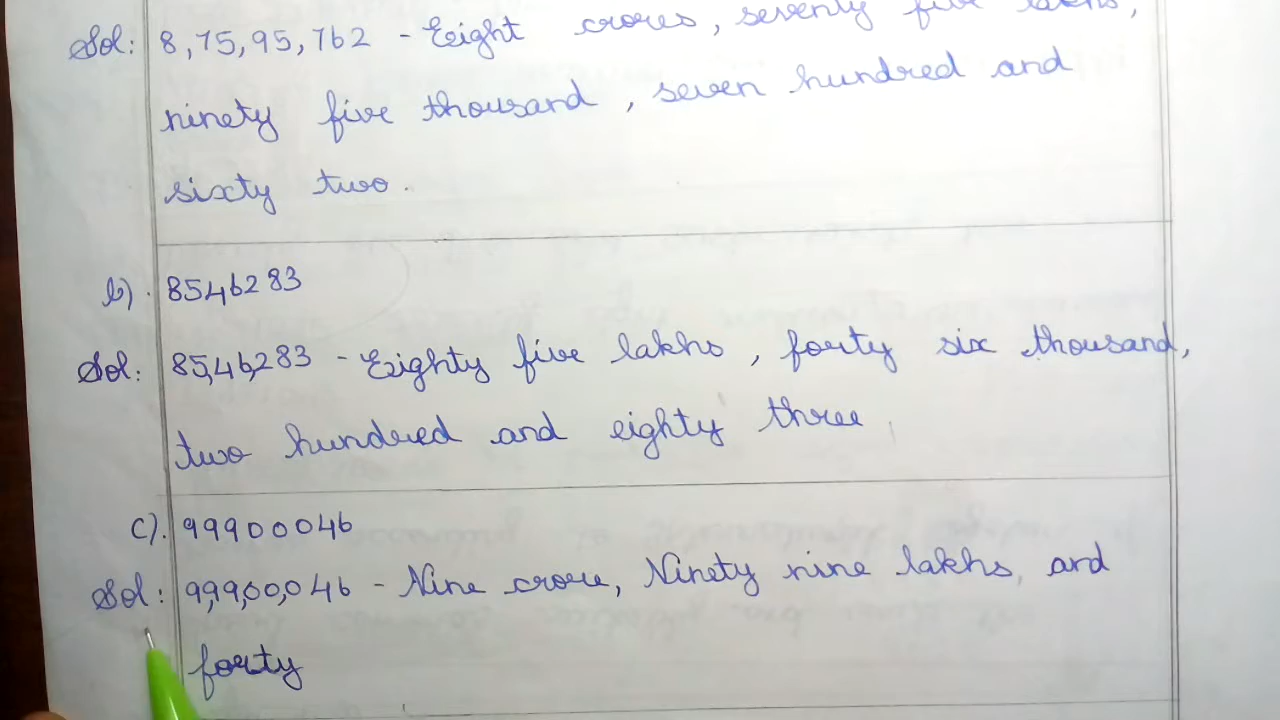 Sol: 8,75,95,762 - Eight crores, seventy five lakhs,
ninety five thousand, seven hundred and
sixty two.
b). 8546283
Sol: 85,46,283 - Eighty five lakhs, forty six thousand,
two hundred and eighty three
c). 99900046
Sol: 9,99,00,046 - Nine crore, Ninety nine lakhs, and
forty